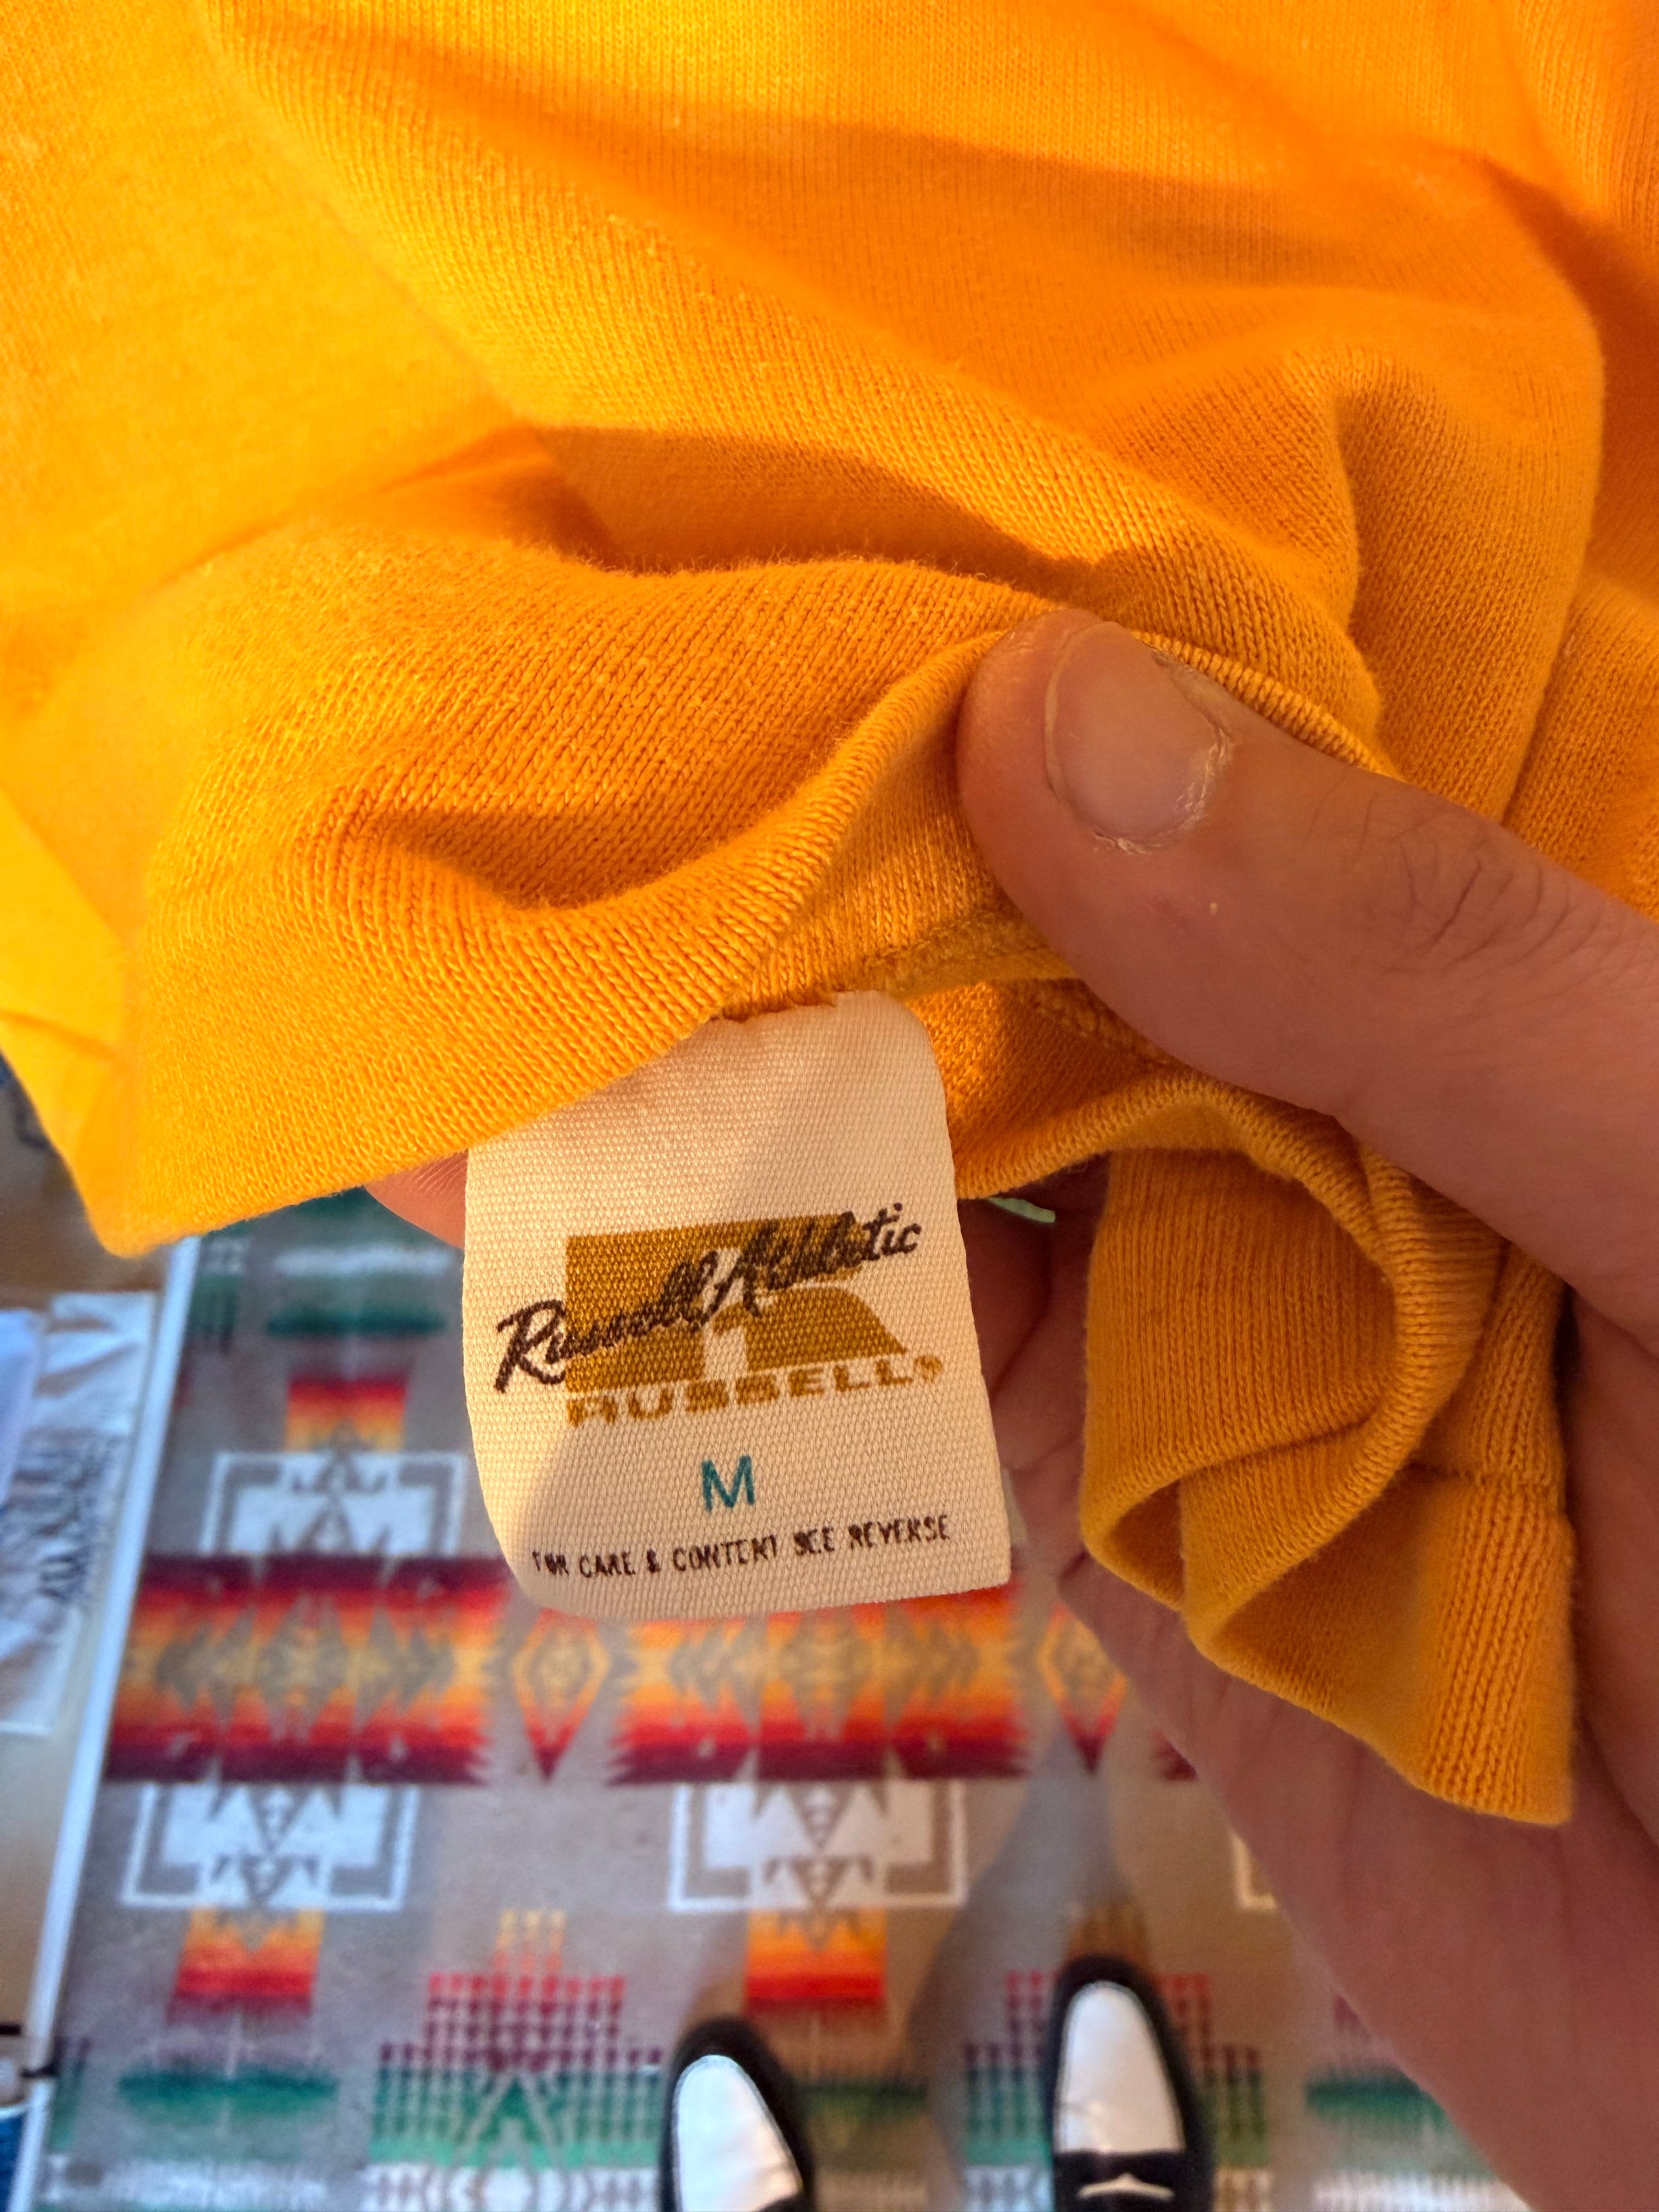 Russell Athletic
RUSSELL®
M
FOR CARE & CONTENT SEE REVERSE